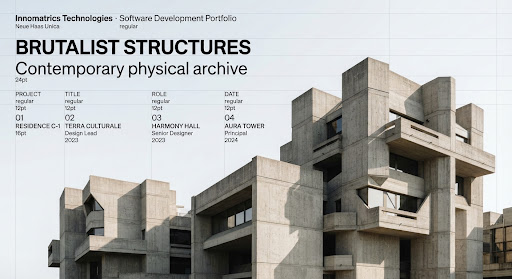 Innomatrics Technologies · Software Development Portfolio
Neue Haas Unica regular
BRUTALIST STRUCTURES
Contemporary physical archive
24pt
PROJECT TITLE ROLE DATE
regular regular regular regular
12pt 12pt 12pt 12pt
01 02 03 04
RESIDENCE C-1 TERRA CULTURALE HARMONY HALL AURA TOWER
16pt Design Lead Senior Designer Principal
2023 2023 2024